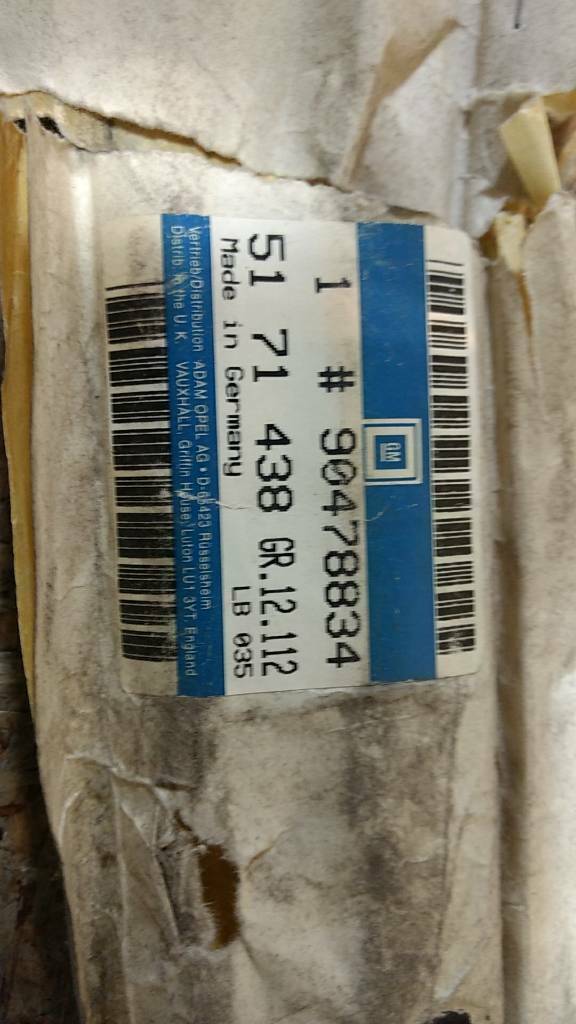 GM
1 # 90478834
51 71 438 GR.12.112
Made in Germany LB 035
Vertrieb/Distribution ADAM OPEL AG • D-65423 Rüsselsheim
Distrib. in the U. K. VAUXHALL, Griffin House, Luton LU1 3YT, England